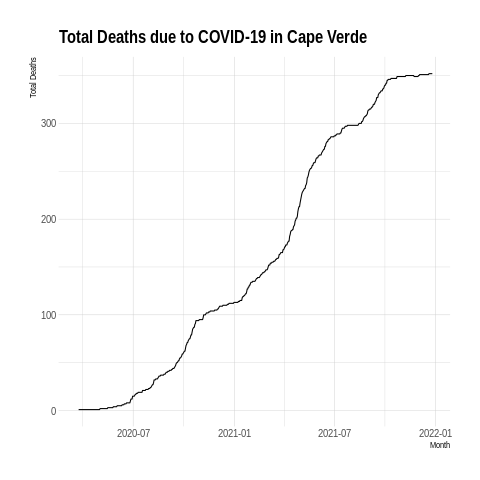 Total Deaths due to COVID-19 in Cape Verde
Total Deaths
300
200
100
0
2020-07 2021-01 2021-07 2022-01
Month